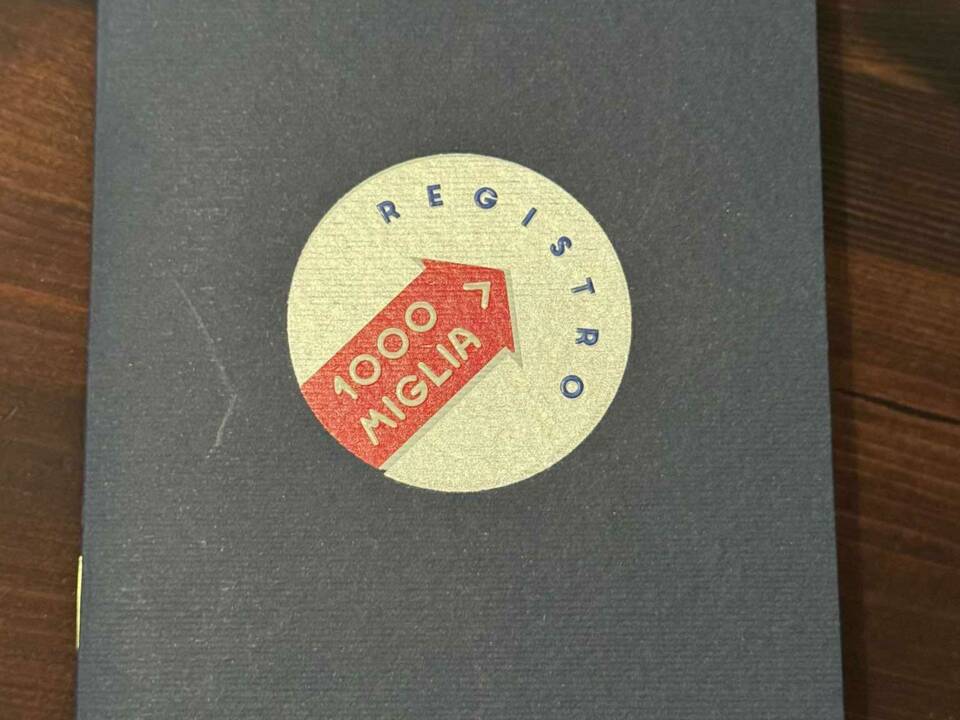 REGISTRO
1000 >
MIGLIA